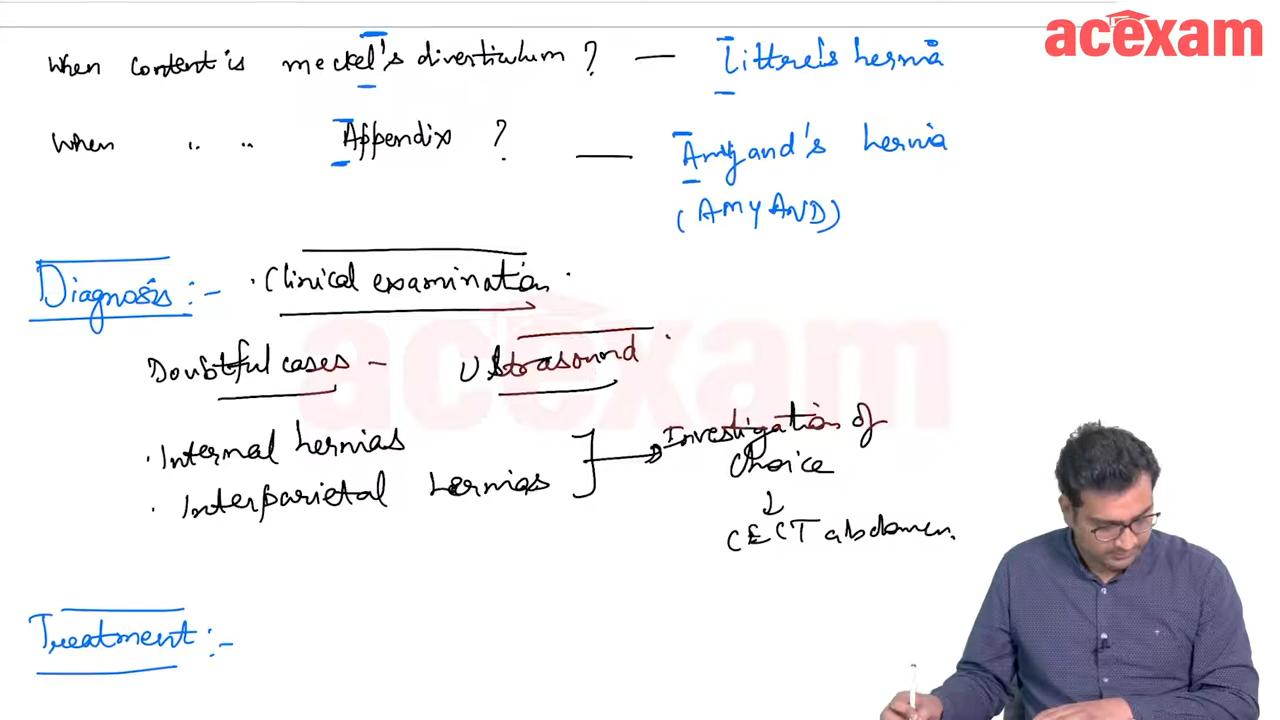 acexam
When content is meckel's diverticulum ? — Littre's hernia
When " " Appendix ? — Amyand's hernia
(AMYAND)
Diagnosis :- · Clinical examination ·
Doubtful cases - Ultrasound
· Internal hernias
· Interparietal hernias
Investigation of
choice
↓
CECT abdomen.
Treatment :-
acexam